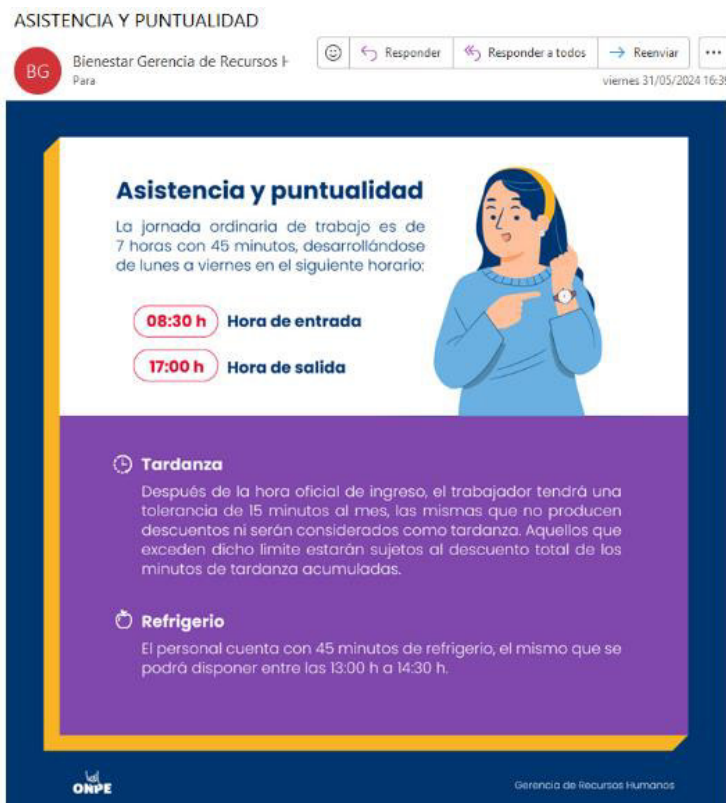 ASISTENCIA Y PUNTUALIDAD
BG
Bienestar Gerencia de Recursos H
Responder
Responder a todos
Reenviar
Para
viernes 31/05/2024 16:39
Asistencia y puntualidad
La jornada ordinaria de trabajo es de
7 horas con 45 minutos, desarrollándose
de lunes a viernes en el siguiente horario:
08:30 h Hora de entrada
17:00 h Hora de salida
Tardanza
Después de la hora oficial de ingreso, el trabajador tendrá una
tolerancia de 15 minutos al mes, las mismas que no producen
descuentos ni serán considerados como tardanza. Aquellos que
exceden dicho límite estarán sujetos al descuento total de los
minutos de tardanza acumuladas.
Refrigerio
El personal cuenta con 45 minutos de refrigerio, el mismo que se
podrá disponer entre las 13:00 h a 14:30 h.
ONPE
Gerencia de Recursos Humanos